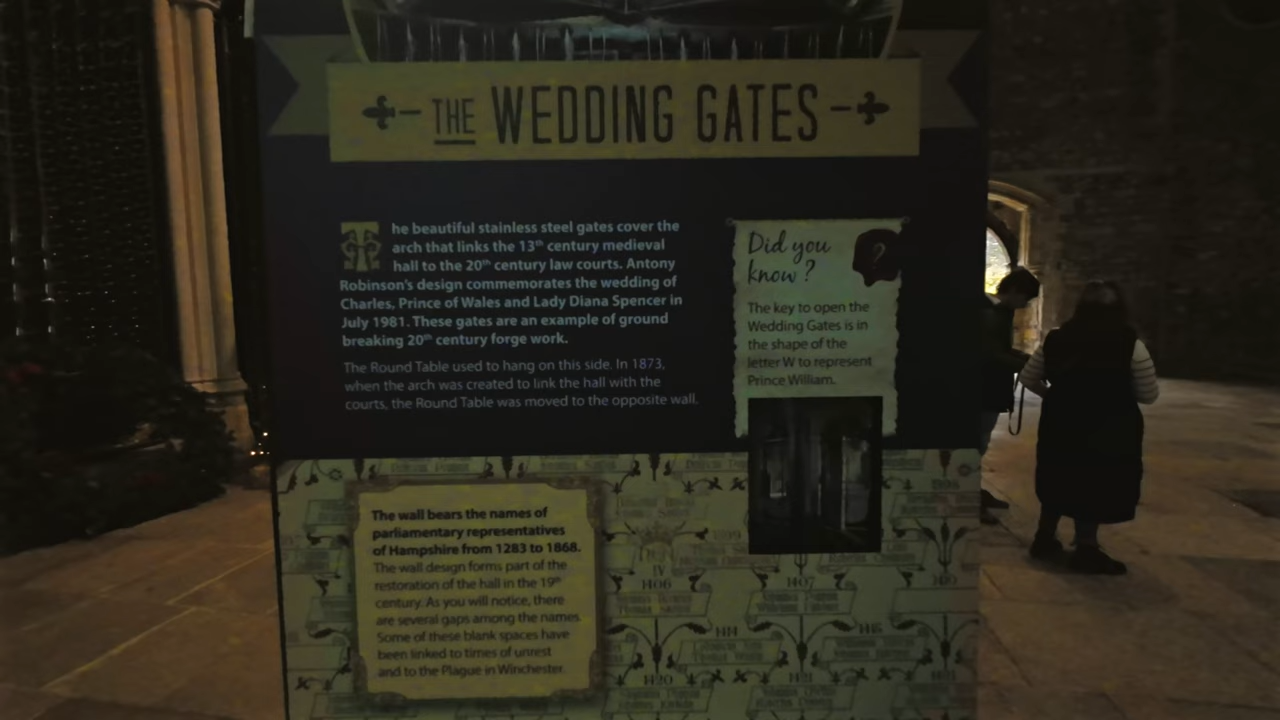 THE WEDDING GATES
The beautiful stainless steel gates cover the
arch that links the 13th century medieval
hall to the 20th century law courts. Antony
Robinson's design commemorates the wedding of
Charles, Prince of Wales and Lady Diana Spencer in
July 1981. These gates are an example of ground
breaking 20th century forge work.
The Round Table used to hang on this side. In 1873,
when the arch was created to link the hall with the
courts, the Round Table was moved to the opposite wall.
Did you
know?
?
The key to open the
Wedding Gates is in
the shape of the
letter W to represent
Prince William.
The wall bears the names of
parliamentary representatives
of Hampshire from 1283 to 1868.
The wall design forms part of the
restoration of the hall in the 19th
century. As you will notice, there
are several gaps among the names.
Some of these blank spaces have
been linked to times of unrest
and to the Plague in Winchester.
IV
1406
1407
1414
1415
1420